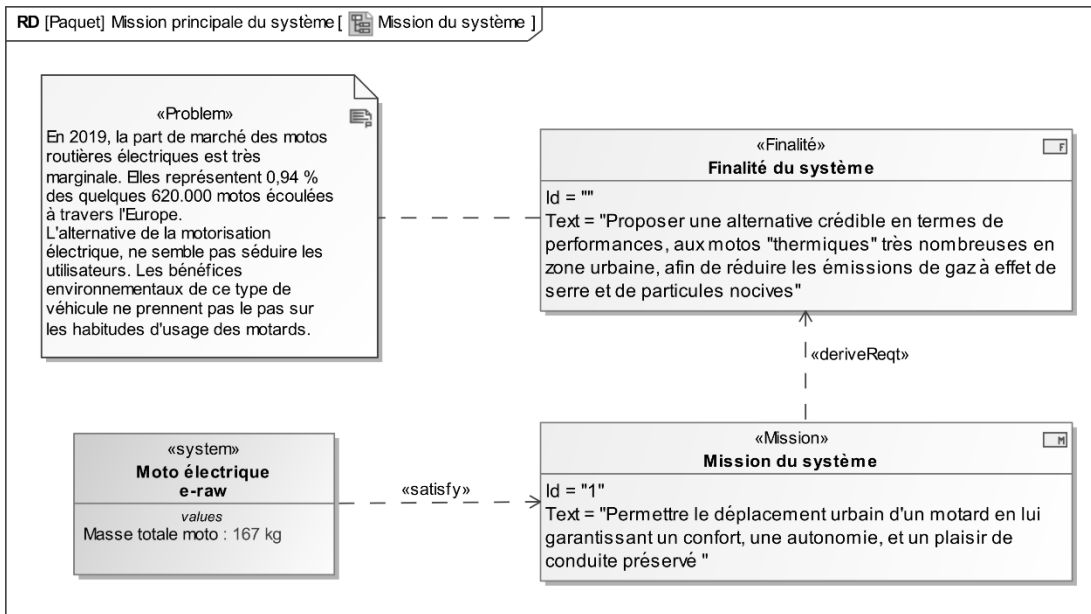 RD [Paquet] Mission principale du système [ Mission du système ]
«Problem»
En 2019, la part de marché des motos
routières électriques est très
marginale. Elles représentent 0,94 %
des quelques 620.000 motos écoulées
à travers l'Europe.
L'alternative de la motorisation
électrique, ne semble pas séduire les
utilisateurs. Les bénéfices
environnementaux de ce type de
véhicule ne prennent pas le pas sur
les habitudes d'usage des motards.
«Finalité»
F
Finalité du système
Id = ""
Text = "Proposer une alternative crédible en termes de
performances, aux motos "thermiques" très nombreuses en
zone urbaine, afin de réduire les émissions de gaz à effet de
serre et de particules nocives"
«deriveReqt»
«system»
Moto électrique
e-raw
values
Masse totale moto : 167 kg
«satisfy»
«Mission»
M
Mission du système
Id = "1"
Text = "Permettre le déplacement urbain d'un motard en lui
garantissant un confort, une autonomie, et un plaisir de
conduite préservé "